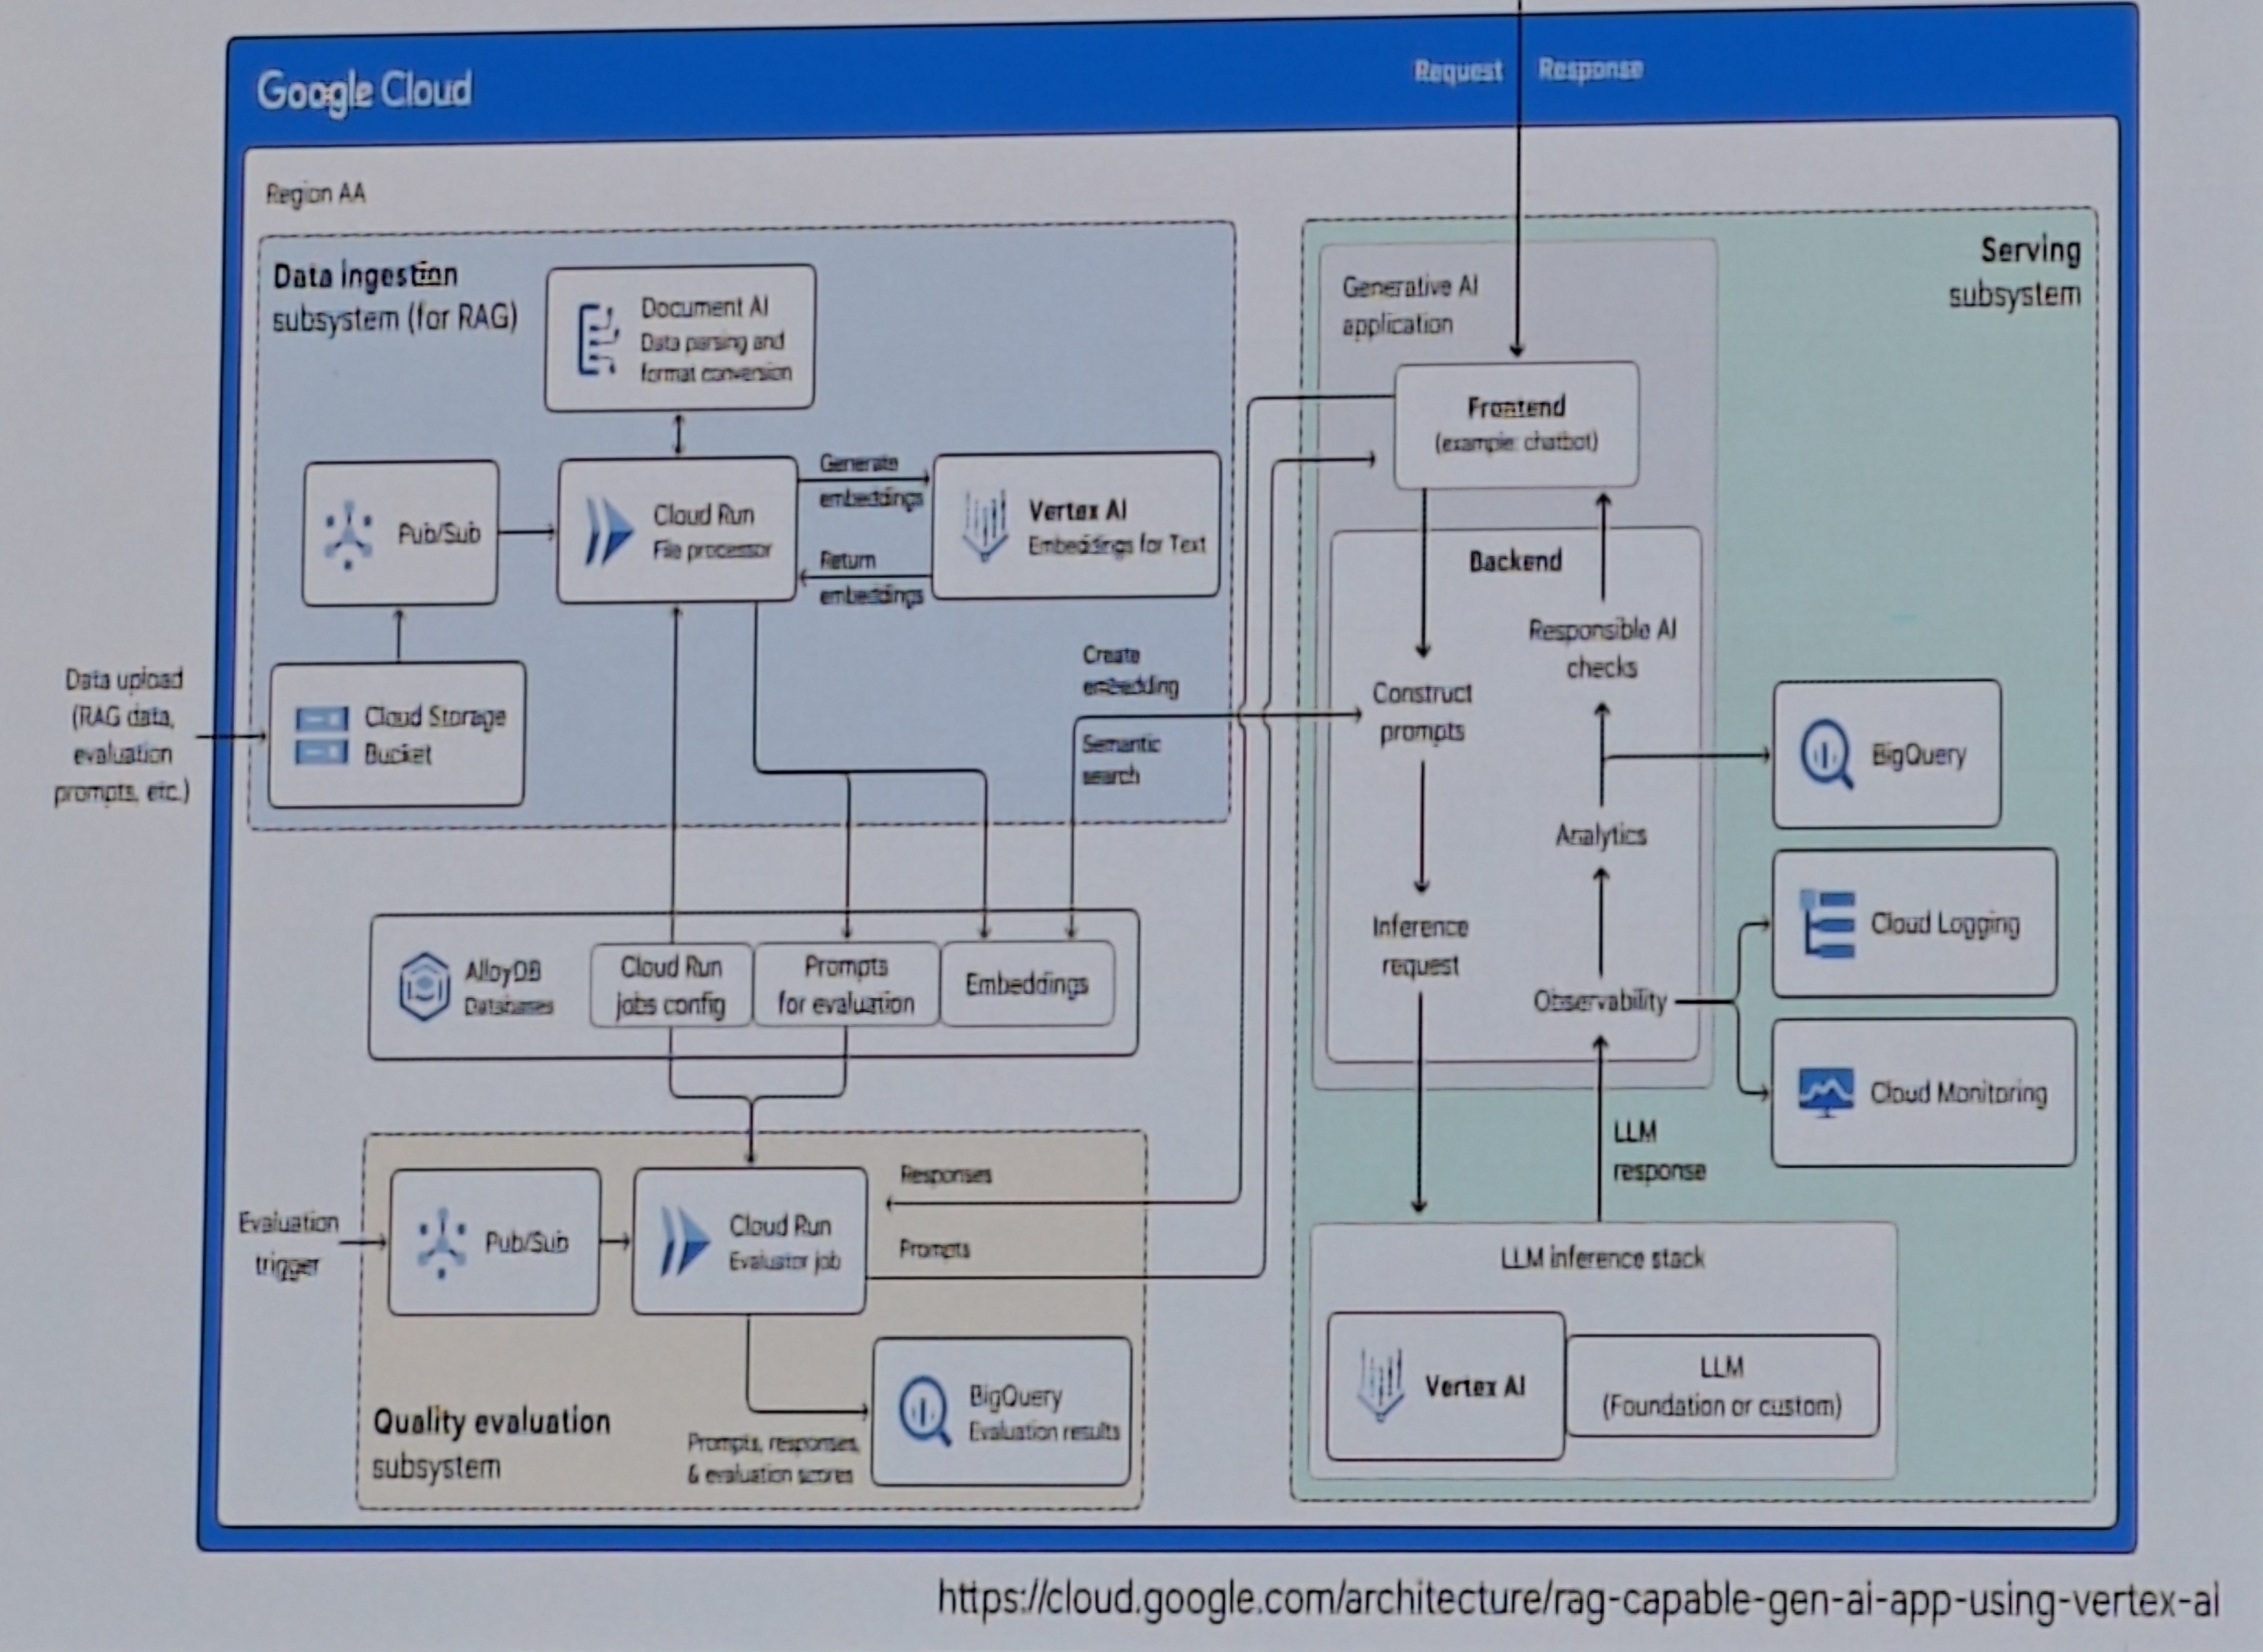 Google Cloud
Request
Response
Region AA
Data ingestion
subsystem (for RAG)
Document AI
Data parsing and
format conversion
Pub/Sub
Cloud Run
File processor
Generate
embeddings
Return
embeddings
Vertex AI
Embeddings for Text
Data upload
(RAG data,
evaluation
prompts, etc.)
Cloud Storage
Bucket
Create
embedding
Semantic
search
AlloyDB
Databases
Cloud Run
jobs config
Prompts
for evaluation
Embeddings
Evaluation
trigger
Pub/Sub
Cloud Run
Evaluator job
Responses
Prompts
BigQuery
Evaluation results
Prompts, responses,
& evaluation scores
Quality evaluation
subsystem
Serving
subsystem
Generative AI
application
Frontend
(example: chatbot)
Backend
Responsible AI
checks
Construct
prompts
Analytics
Inference
request
Observability
BigQuery
Cloud Logging
Cloud Monitoring
LLM
response
LLM inference stack
Vertex AI
LLM
(Foundation or custom)
https://cloud.google.com/architecture/rag-capable-gen-ai-app-using-vertex-ai